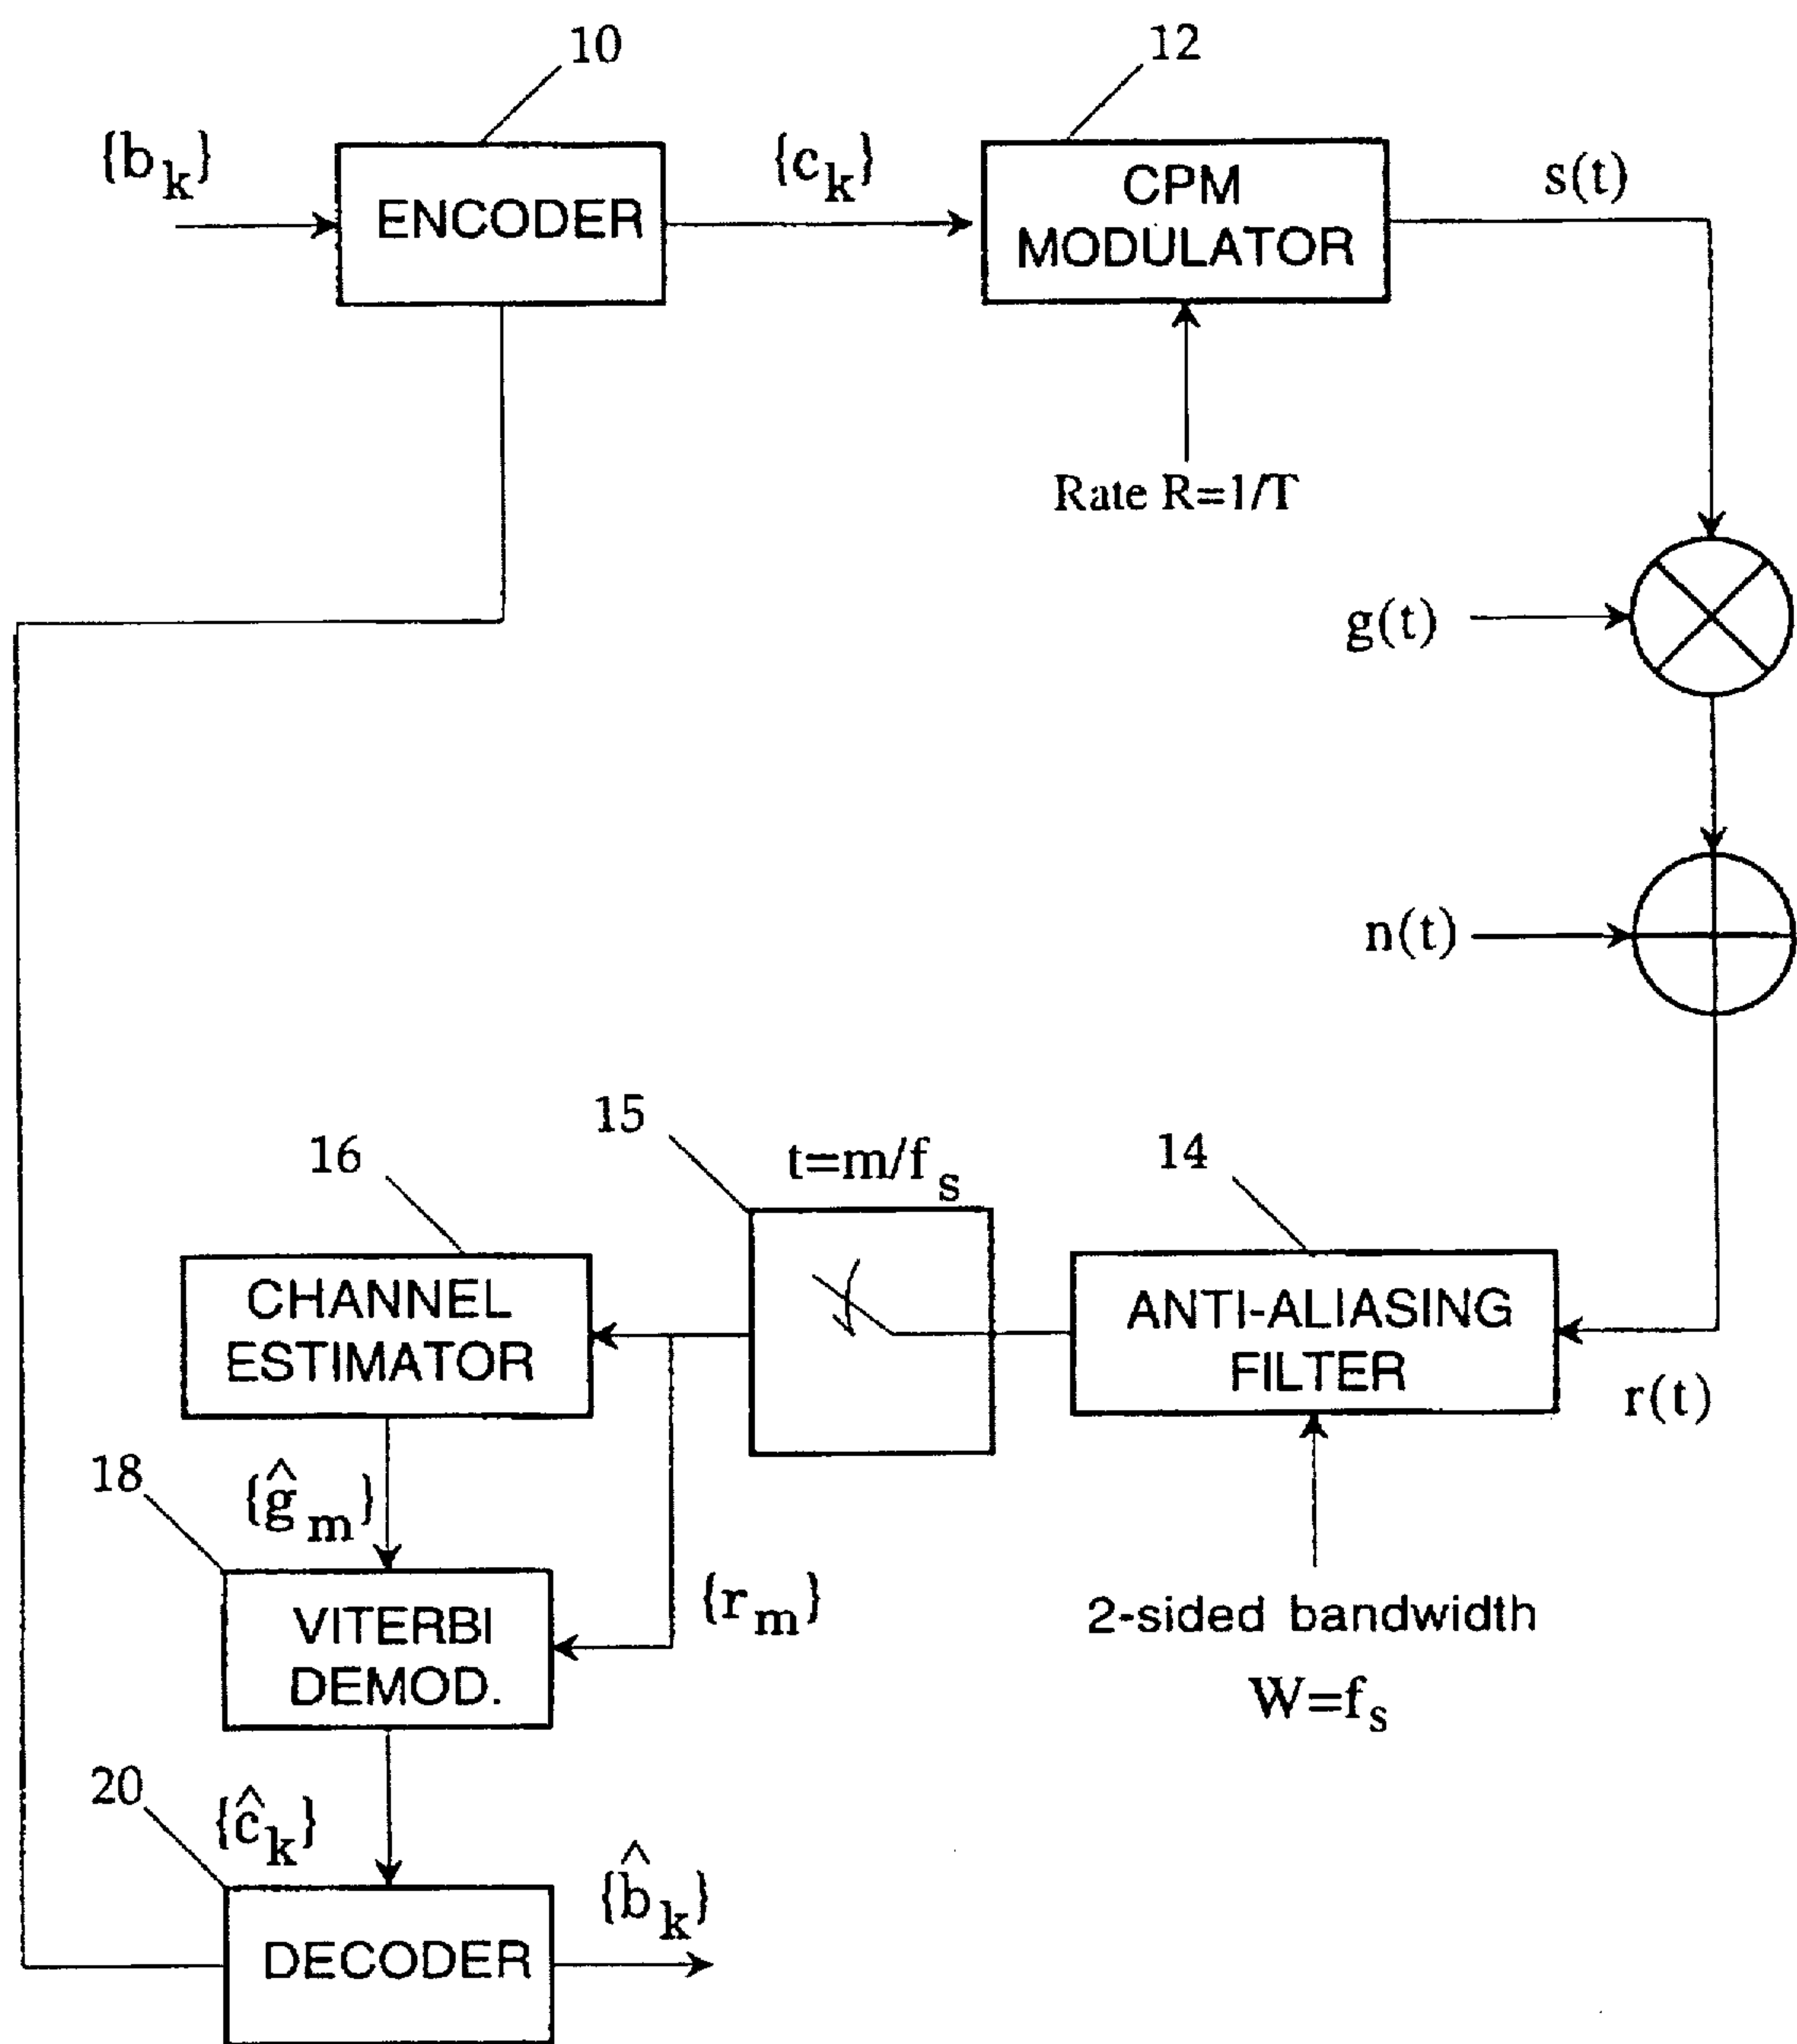 10
12
{b_k}
ENCODER
{c_k}
CPM
MODULATOR
s(t)
Rate R=1/T
g(t)
n(t)
15
16
t=m/f_s
14
CHANNEL
ESTIMATOR
ANTI-ALIASING
FILTER
r(t)
18
{ĝ_m}
{r_m}
VITERBI
DEMOD.
2-sided bandwidth
W=f_s
20
{ĉ_k}
{b̂_k}
DECODER